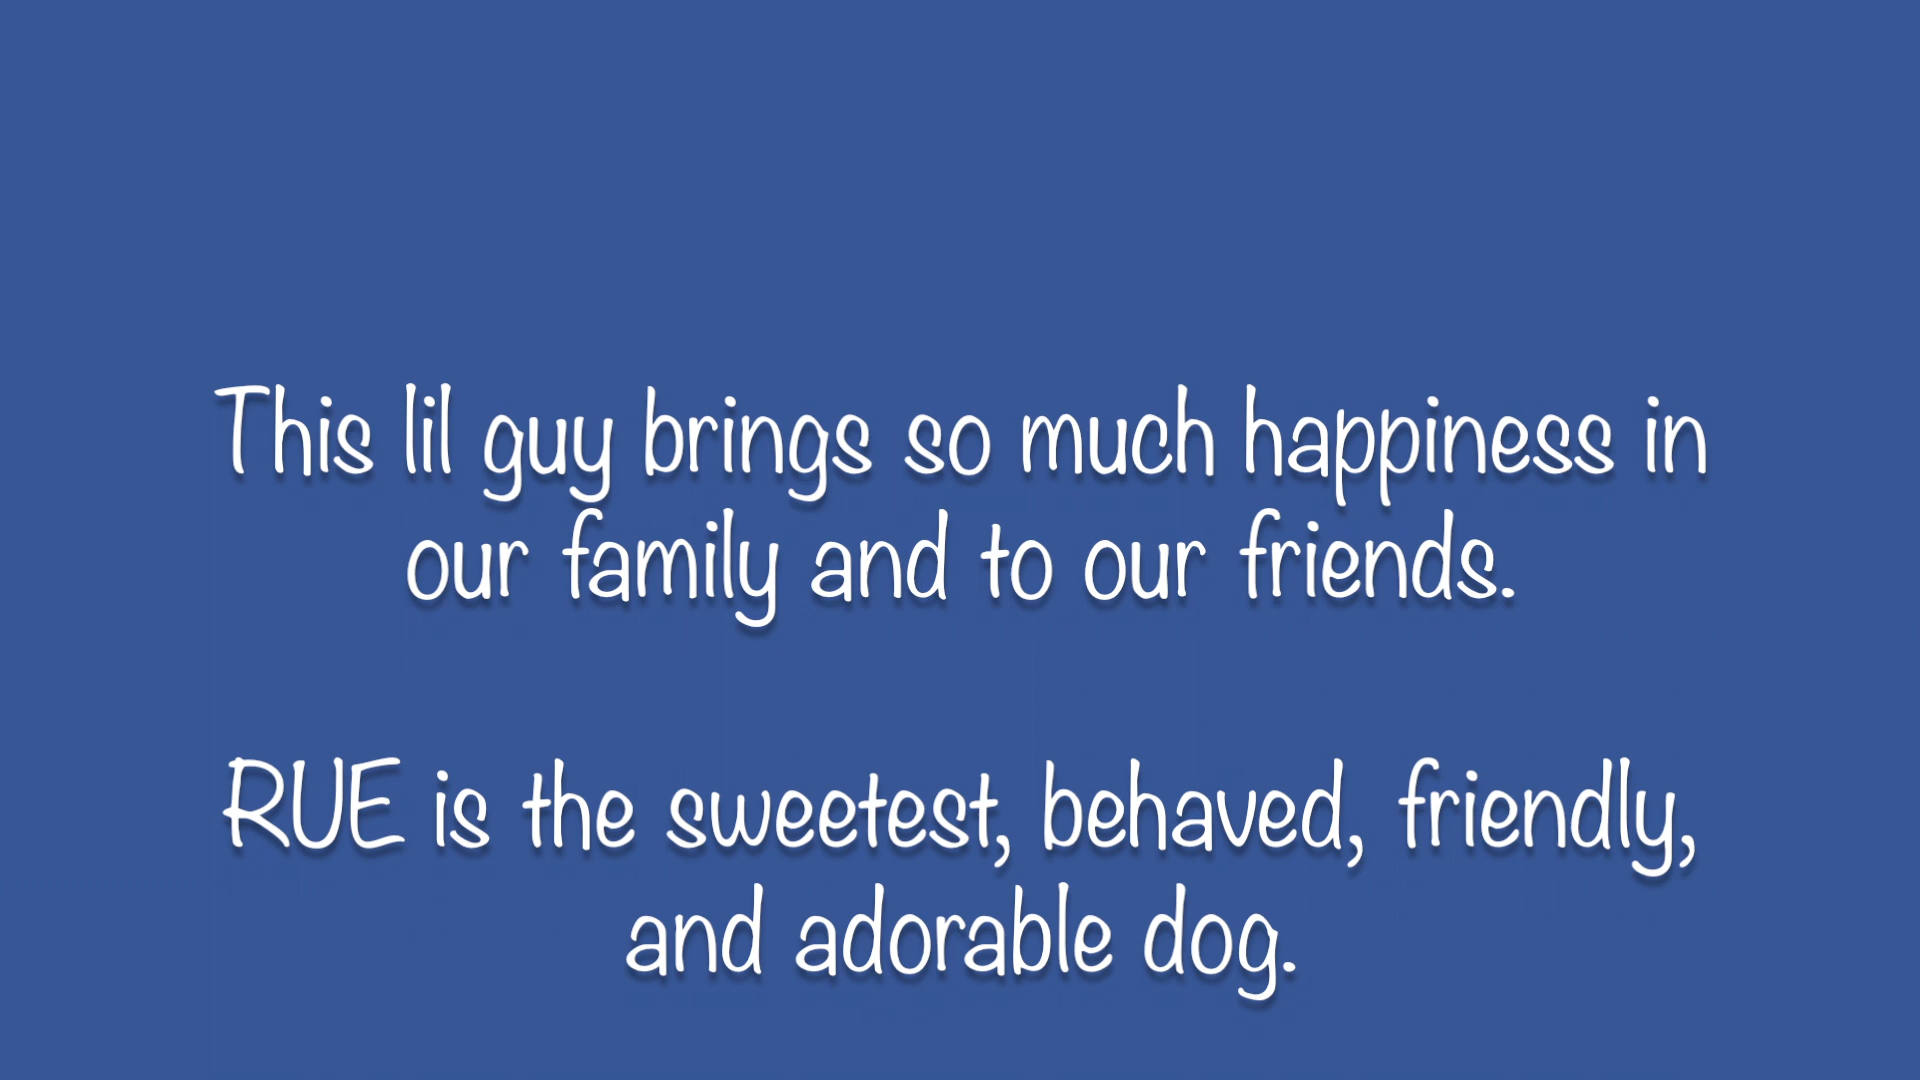 This lil guy brings so much happiness in
our family and to our friends.
RUE is the sweetest, behaved, friendly,
and adorable dog.